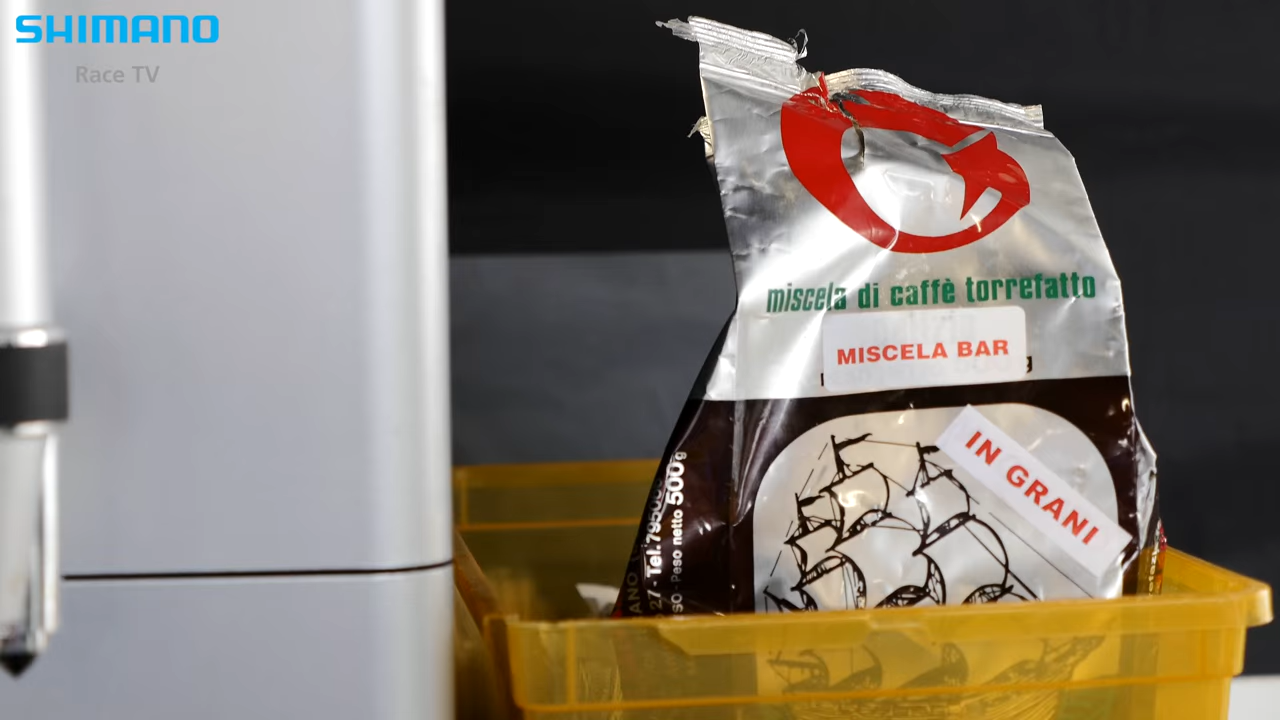 SHIMANO
Race TV
miscela di caffè torrefatto
MISCELA BAR
IN GRANI
Peso netto 500g